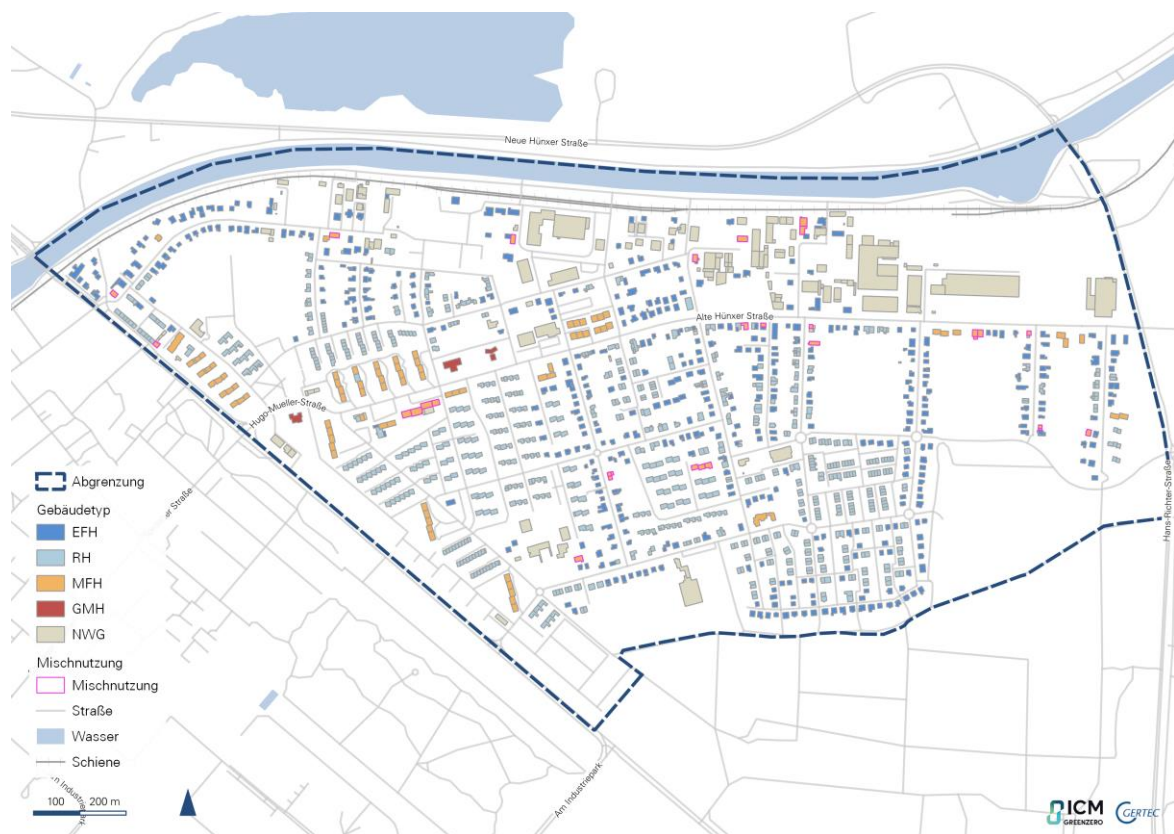 Neue Hünxer Straße
Alte Hünxer Straße
Hugo-Mueller-Straße
Hans-Richter-Straße
Abgrenzung
Straße
Gebäudetyp
EFH
RH
MFH
GMH
NWG
Mischnutzung
Mischnutzung
Straße
Wasser
Schiene
Am Industriepark
Industriepark
100 200 m
ICM
GREENZERO
GERTEC